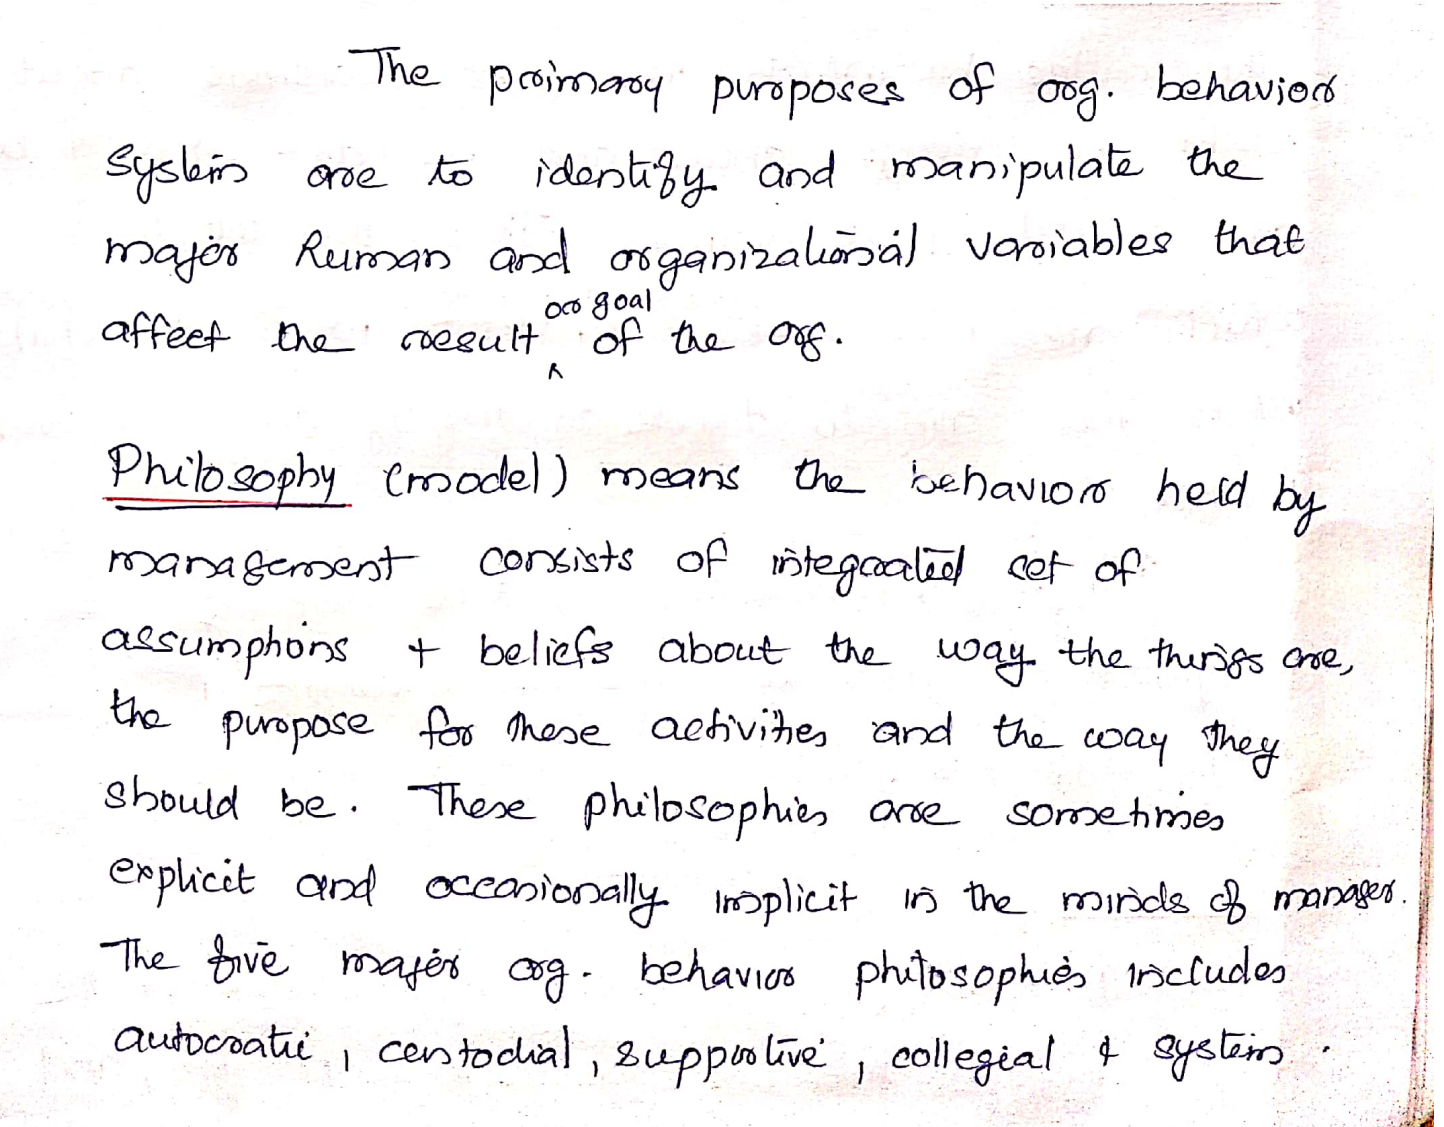 The primary purposes of org. behavior
System are to identify and manipulate the
major human and organizational variables that
affect the result or goal of the org.
Philosophy (model) means the behavior held by
management consists of integrated set of
assumptions + beliefs about the way the things are,
the purpose for these activities and the way they
should be. These philosophies are sometimes
explicit and occasionally implicit in the minds of manager.
The five major org. behavior philosophies includes
autocratic, custodial, supportive, collegial & system.